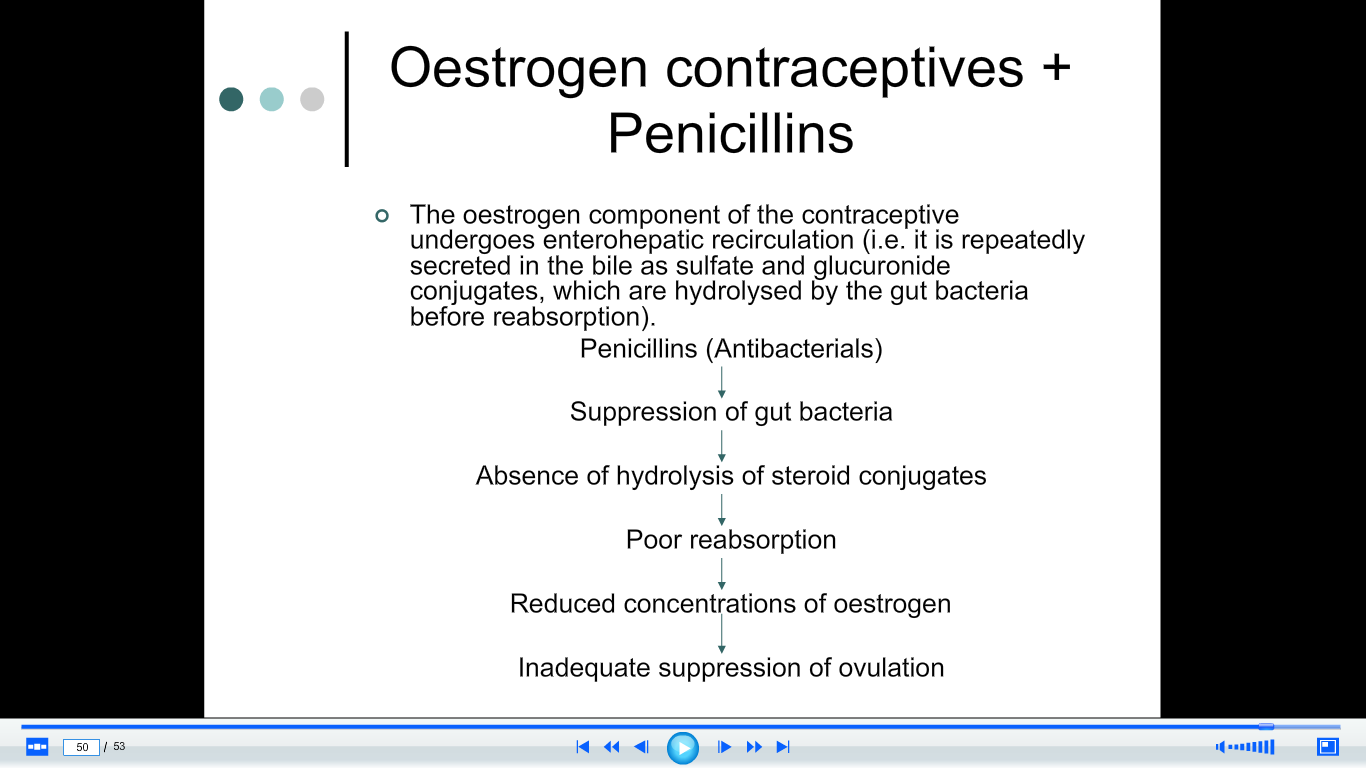 Oestrogen contraceptives +
Penicillins
The oestrogen component of the contraceptive
undergoes enterohepatic recirculation (i.e. it is repeatedly
secreted in the bile as sulfate and glucuronide
conjugates, which are hydrolysed by the gut bacteria
before reabsorption).
Penicillins (Antibacterials)
Suppression of gut bacteria
Absence of hydrolysis of steroid conjugates
Poor reabsorption
Reduced concentrations of oestrogen
Inadequate suppression of ovulation
50 / 53